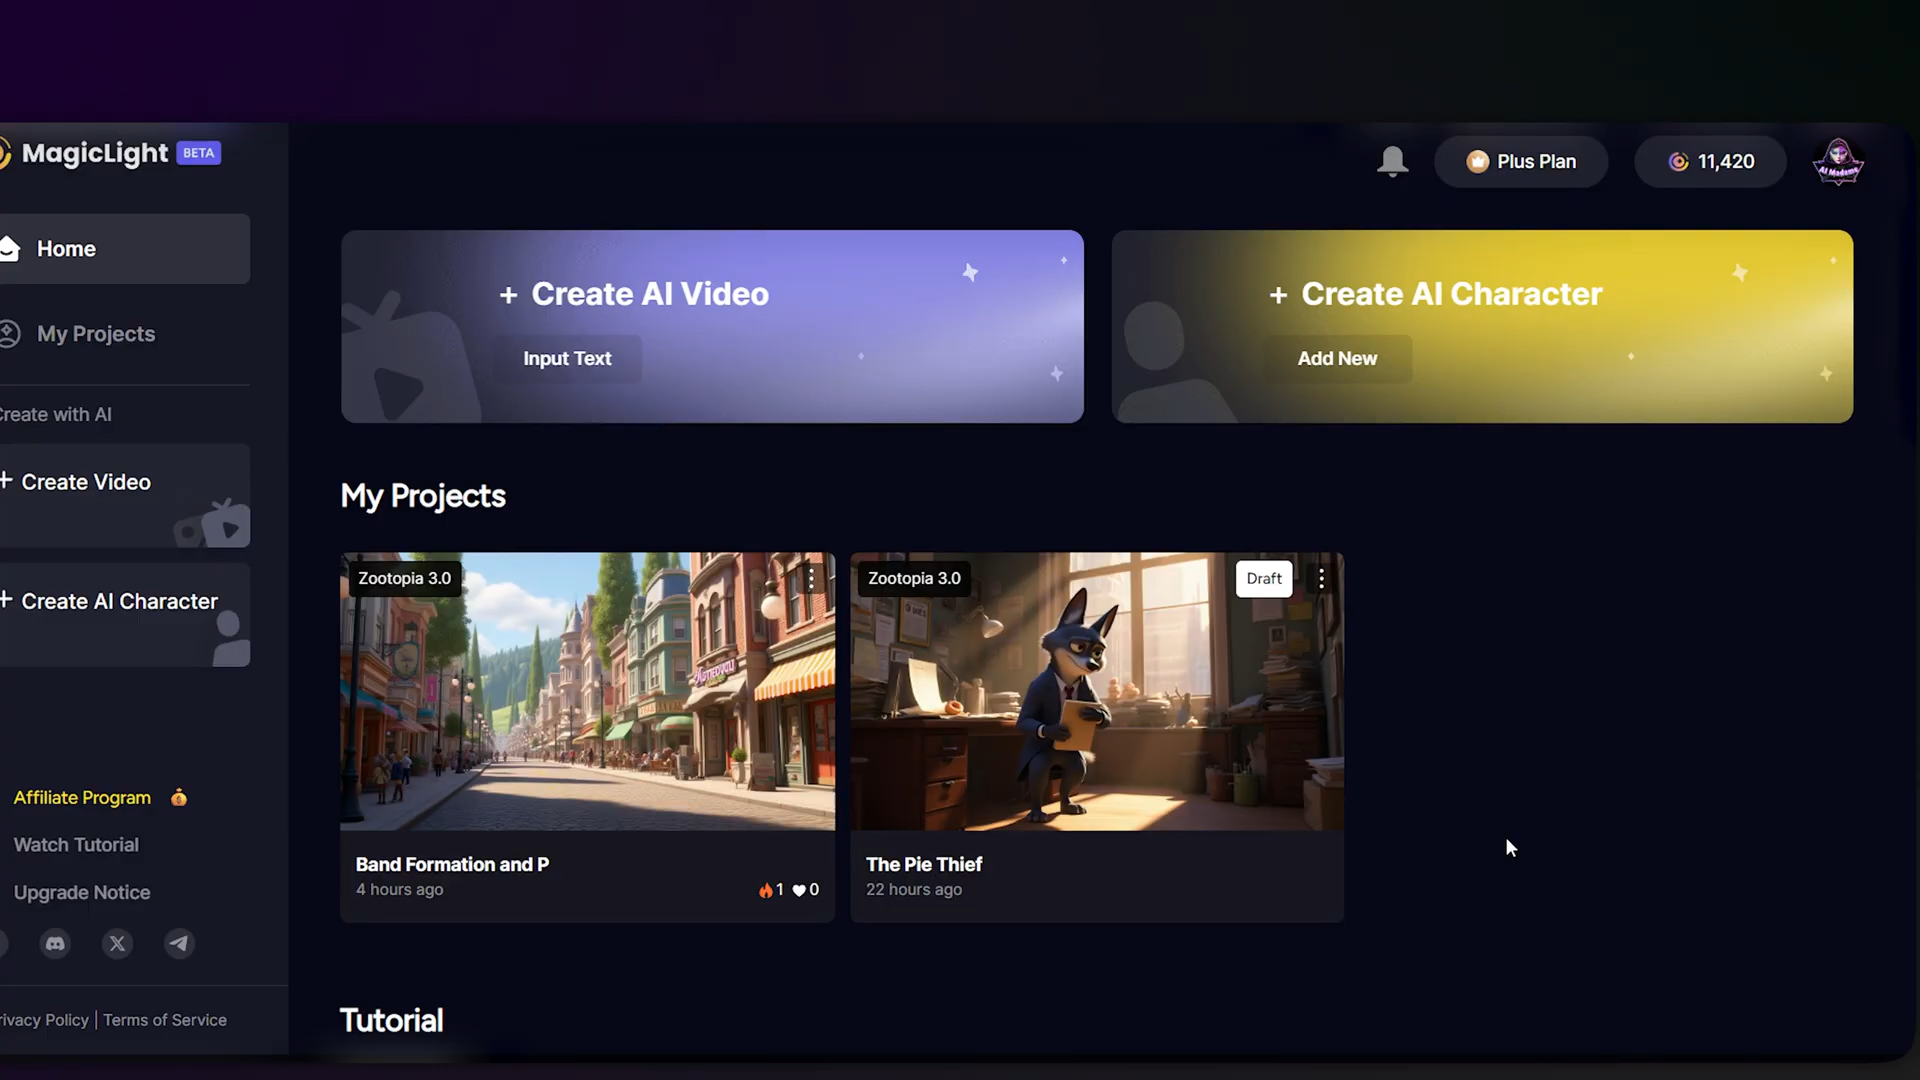 MagicLight BETA
Home
My Projects
Create with AI
+ Create Video
+ Create AI Character
Affiliate Program
Watch Tutorial
Upgrade Notice
rivacy Policy | Terms of Service
Plus Plan
11,420
AI Madame
+ Create AI Video
Input Text
+ Create AI Character
Add New
My Projects
Zootopia 3.0
Band Formation and P
4 hours ago
1 0
Zootopia 3.0
Draft
The Pie Thief
22 hours ago
Tutorial